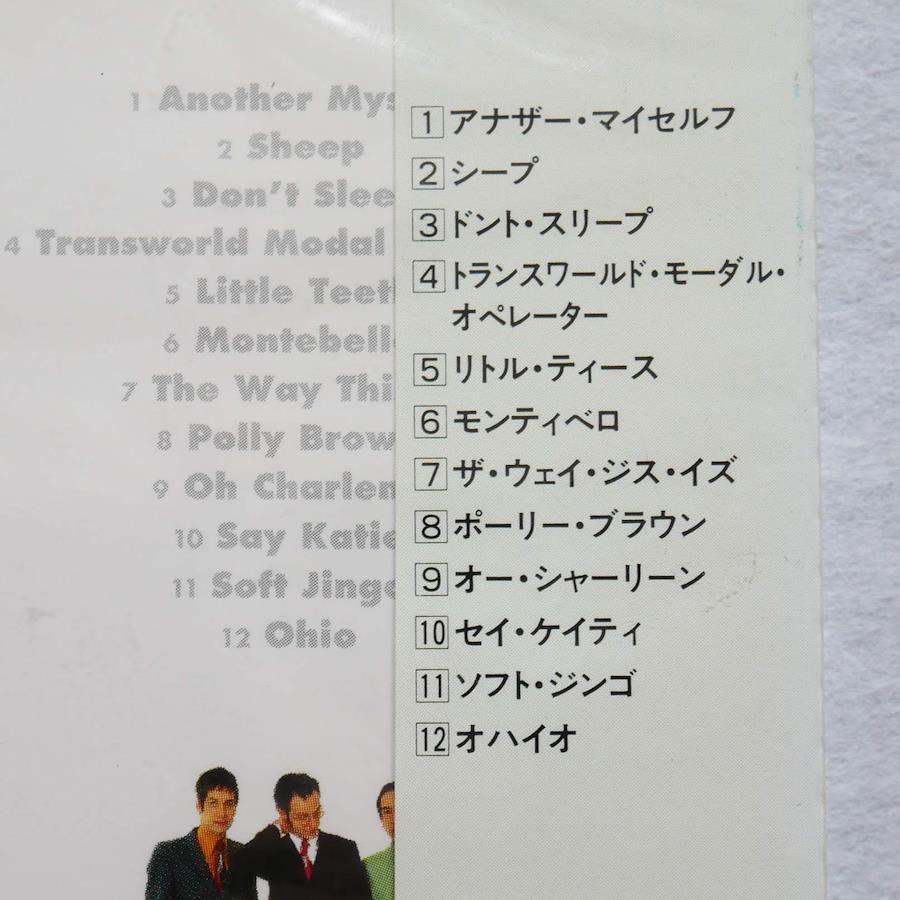 1 Another Mys
2 Sheep
3 Don't Slee
4 Transworld Modal
5 Little Teeth
6 Montebell
7 The Way Thi
8 Polly Brow
9 Oh Charlen
10 Say Katie
11 Soft Jingo
12 Ohio
1 アナザー・マイセルフ
2 シープ
3 ドント・スリープ
4 トランスワールド・モーダル・
オペレーター
5 リトル・ティース
6 モンティベロ
7 ザ・ウェイ・ジス・イズ
8 ポーリー・ブラウン
9 オー・シャーリーン
10 セイ・ケイティ
11 ソフト・ジンゴ
12 オハイオ